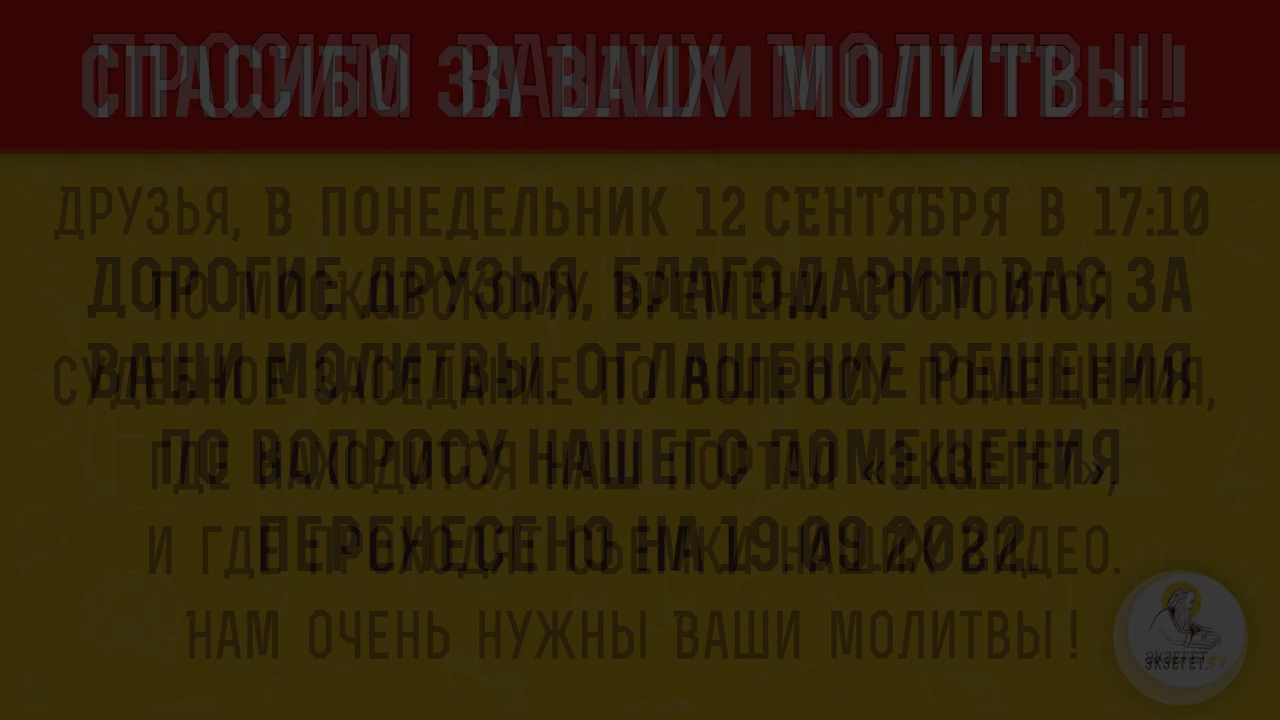 ПРОСИМ ВАШИХ МОЛИТВ!!!
СПАСИБО ЗА ВАШИ МОЛИТВЫ!
ДРУЗЬЯ, В ПОНЕДЕЛЬНИК 12 СЕНТЯБРЯ В 17:10
ПО МОСКОВСКОМУ ВРЕМЕНИ СОСТОИТСЯ
СУДЕБНОЕ ЗАСЕДАНИЕ ПО ВОПРОСУ ПОМЕЩЕНИЯ,
ГДЕ НАХОДИТСЯ НАШ ПОРТАЛ «ЭКЗЕГЕТ»,
И ГДЕ ПРОХОДЯТ СЪЕМКИ НАШИХ ВИДЕО.
НАМ ОЧЕНЬ НУЖНЫ ВАШИ МОЛИТВЫ!
ДОРОГИЕ ДРУЗЬЯ, БЛАГОДАРИМ ВАС ЗА
ВАШИ МОЛИТВЫ. ОГЛАШЕНИЕ РЕШЕНИЯ
ПО ВОПРОСУ НАШЕГО ПОМЕЩЕНИЯ
ПЕРЕНЕСЕНО НА 19.09.2022.
ЭКЗЕГЕТ.РУ